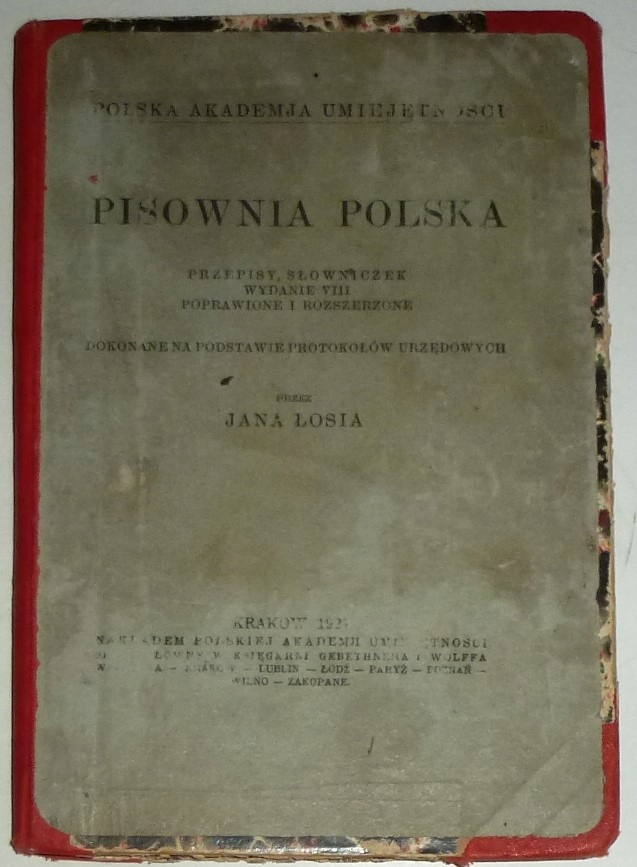 POLSKA AKADEMJA UMIEJĘTNOŚCI
PISOWNIA POLSKA
PRZEPISY, SŁOWNICZEK
WYDANIE VIII
POPRAWIONE I ROZSZERZONE
DOKONANE NA PODSTAWIE PROTOKOŁÓW URZĘDOWYCH
PRZEZ
JANA ŁOSIA
KRAKÓW
NAKŁADEM POLSKIEJ AKADEMJI UMIEJĘTNOŚCI
W KSIĘGARNI GEBETHNERA I WOLFFA
— KRAKÓW — LUBLIN — ŁÓDŹ — PARYŻ — POZNAŃ —
WILNO — ZAKOPANE.